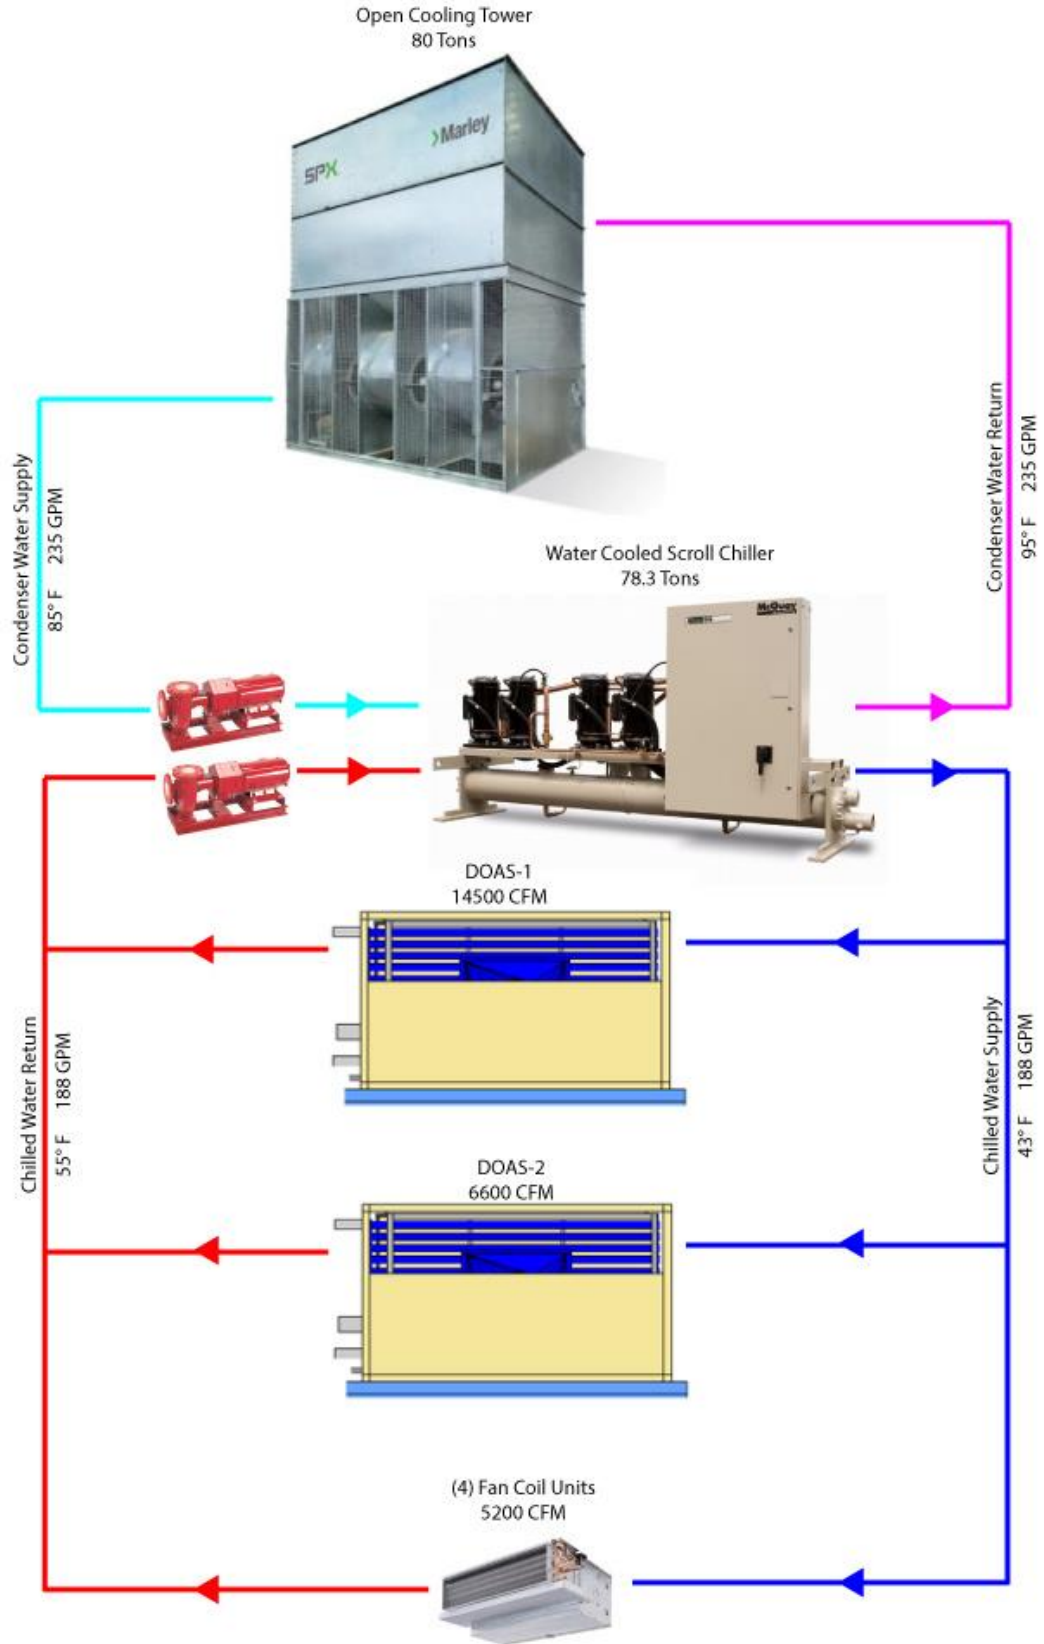 Open Cooling Tower
80 Tons
SPX
Marley
Condenser Water Supply
85° F 235 GPM
Condenser Water Return
95° F 235 GPM
Water Cooled Scroll Chiller
78.3 Tons
McQuay
DOAS-1
14500 CFM
Chilled Water Return
55° F 188 GPM
Chilled Water Supply
43° F 188 GPM
DOAS-2
6600 CFM
(4) Fan Coil Units
5200 CFM